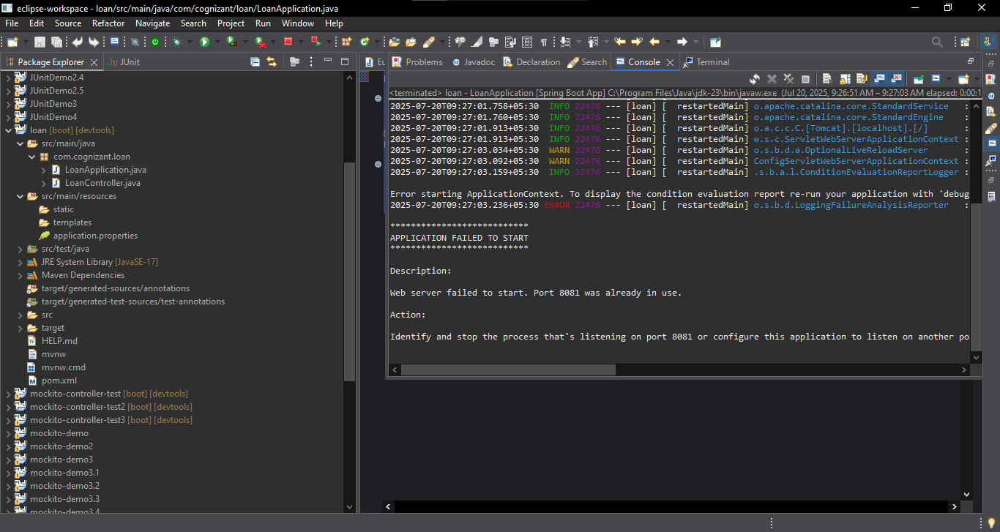 eclipse-workspace - loan/src/main/java/com/cognizant/loan/LoanApplication.java
File Edit Source Refactor Navigate Search Project Run Window Help
Package Explorer
Ju JUnit
JUnitDemo2.4
JUnitDemo2.5
JUnitDemo3
JUnitDemo4
loan [boot] [devtools]
src/main/java
com.cognizant.loan
LoanApplication.java
LoanController.java
src/main/resources
static
templates
application.properties
src/test/java
JRE System Library [JavaSE-17]
Maven Dependencies
target/generated-sources/annotations
target/generated-test-sources/test-annotations
src
target
HELP.md
mvnw
mvnw.cmd
pom.xml
mockito-controller-test [boot] [devtools]
mockito-controller-test2 [boot] [devtools]
mockito-controller-test3 [boot] [devtools]
mockito-demo
mockito-demo2
mockito-demo3
mockito-demo3.1
mockito-demo3.2
mockito-demo3.3
mockito-demo3.4
Eu
Problems @ Javadoc Declaration Search Console Terminal
<terminated> loan - LoanApplication [Spring Boot App] C:\Program Files\Java\jdk-23\bin\javaw.exe (Jul 20, 2025, 9:26:51 AM – 9:27:03 AM elapsed: 0:00:1
2025-07-20T09:27:01.758+05:30 INFO 22476 --- [loan] [ restartedMain] o.apache.catalina.core.StandardService :
2025-07-20T09:27:01.760+05:30 INFO 22476 --- [loan] [ restartedMain] o.apache.catalina.core.StandardEngine :
2025-07-20T09:27:01.913+05:30 INFO 22476 --- [loan] [ restartedMain] o.a.c.c.C.[Tomcat].[localhost].[/] :
2025-07-20T09:27:01.913+05:30 INFO 22476 --- [loan] [ restartedMain] w.s.c.ServletWebServerApplicationContext :
2025-07-20T09:27:03.034+05:30 WARN 22476 --- [loan] [ restartedMain] o.s.b.d.a.OptionalLiveReloadServer :
2025-07-20T09:27:03.092+05:30 WARN 22476 --- [loan] [ restartedMain] ConfigServletWebServerApplicationContext :
2025-07-20T09:27:03.159+05:30 INFO 22476 --- [loan] [ restartedMain] .s.b.a.l.ConditionEvaluationReportLogger :
Error starting ApplicationContext. To display the condition evaluation report re-run your application with 'debug
2025-07-20T09:27:03.236+05:30 ERROR 22476 --- [loan] [ restartedMain] o.s.b.d.LoggingFailureAnalysisReporter :
***************************
APPLICATION FAILED TO START
***************************
Description:
Web server failed to start. Port 8081 was already in use.
Action:
Identify and stop the process that's listening on port 8081 or configure this application to listen on another po